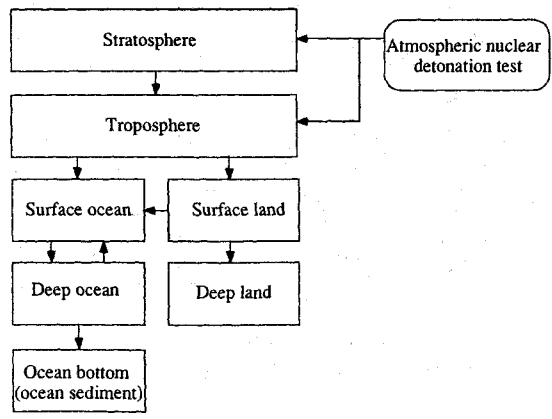 Stratosphere
Atmospheric nuclear
detonation test
Troposphere
Surface ocean
Surface land
Deep ocean
Deep land
Ocean bottom
(ocean sediment)